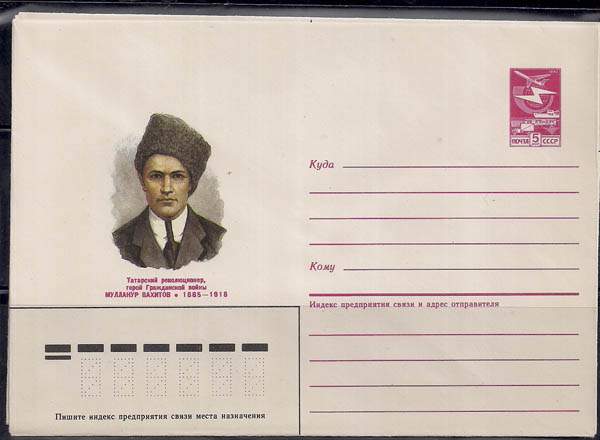 ПОЧТА 5 СССР
Куда
Кому
Индекс предприятия связи и адрес отправителя
Татарский революционер,
герой Гражданской войны
МУЛЛАНУР ВАХИТОВ • 1885—1918
Пишите индекс предприятия связи места назначения